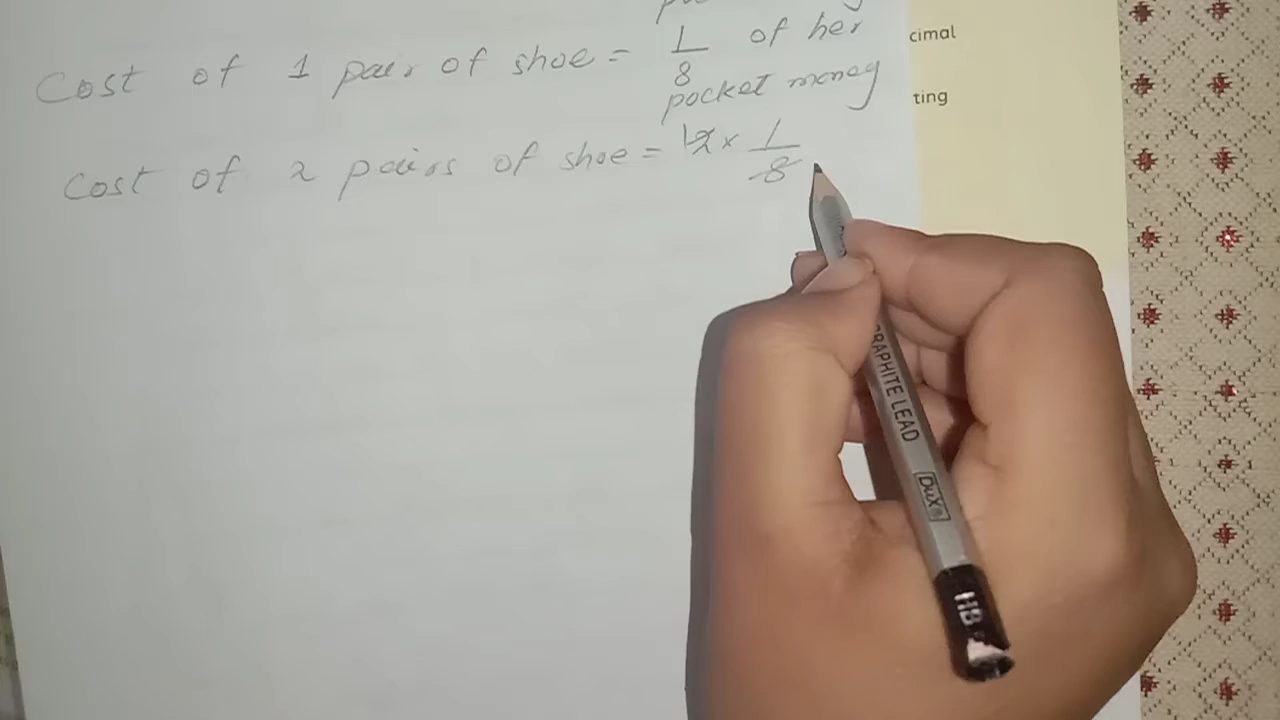 Cost of 1 pair of shoe = 1/8 of her
pocket money
cimal
ting
Cost of 2 pairs of shoe = 2 × 1/8
GRAPHITE LEAD
DUX
HB